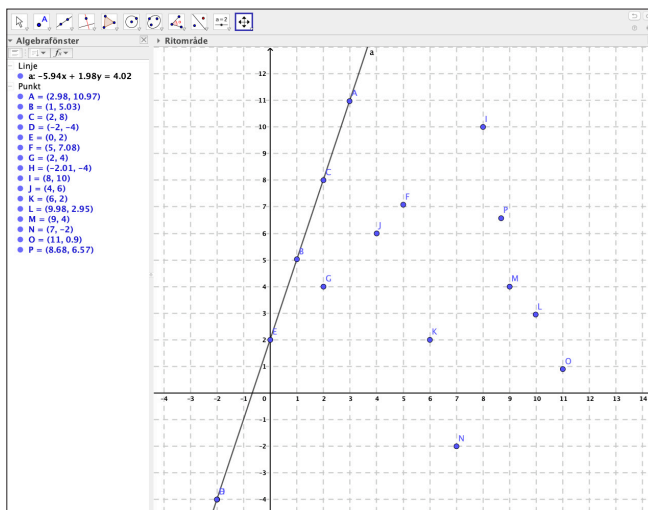 A
a=2
Algebrafönster
Ritområde
fx
Linje
a: -5.94x + 1.98y = 4.02
Punkt
A = (2.98, 10.97)
B = (1, 5.03)
C = (2, 8)
D = (-2, -4)
E = (0, 2)
F = (5, 7.08)
G = (2, 4)
H = (-2.01, -4)
I = (8, 10)
J = (4, 6)
K = (6, 2)
L = (9.98, 2.95)
M = (9, 4)
N = (7, -2)
O = (11, 0.9)
P = (8.68, 6.57)
a
12
A
11
10
I
9
8
C
7
F
P
6
J
5
B
4
G
M
3
L
2
E
K
1
O
-4 -3 -2 -1 0 1 2 3 4 5 6 7 8 9 10 11 12 13 14
-1
-2
N
-3
-4